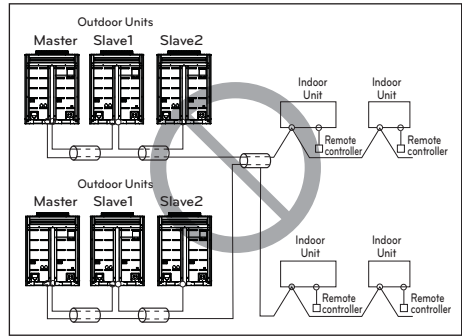 Outdoor Units
Master Slave1 Slave2
Indoor
Unit
Indoor
Unit
Remote
controller
Remote
controller
Outdoor Units
Master Slave1 Slave2
Indoor
Unit
Indoor
Unit
Remote
controller
Remote
controller